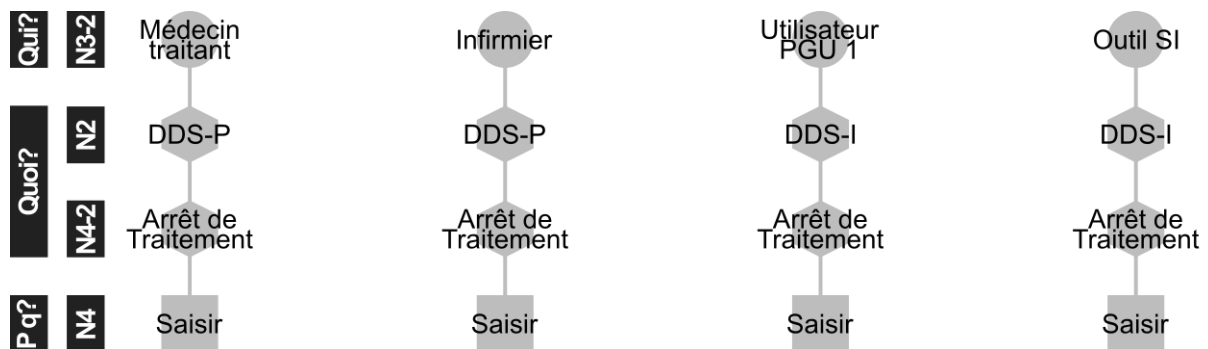 Qui?
N3-2
Médecin
traitant
Infirmier
Utilisateur
PGU 1
Outil SI
Quoi?
N2
DDS-P
DDS-P
DDS-I
DDS-I
N4-2
Arrêt de
Traitement
Arrêt de
Traitement
Arrêt de
Traitement
Arrêt de
Traitement
P q?
N4
Saisir
Saisir
Saisir
Saisir